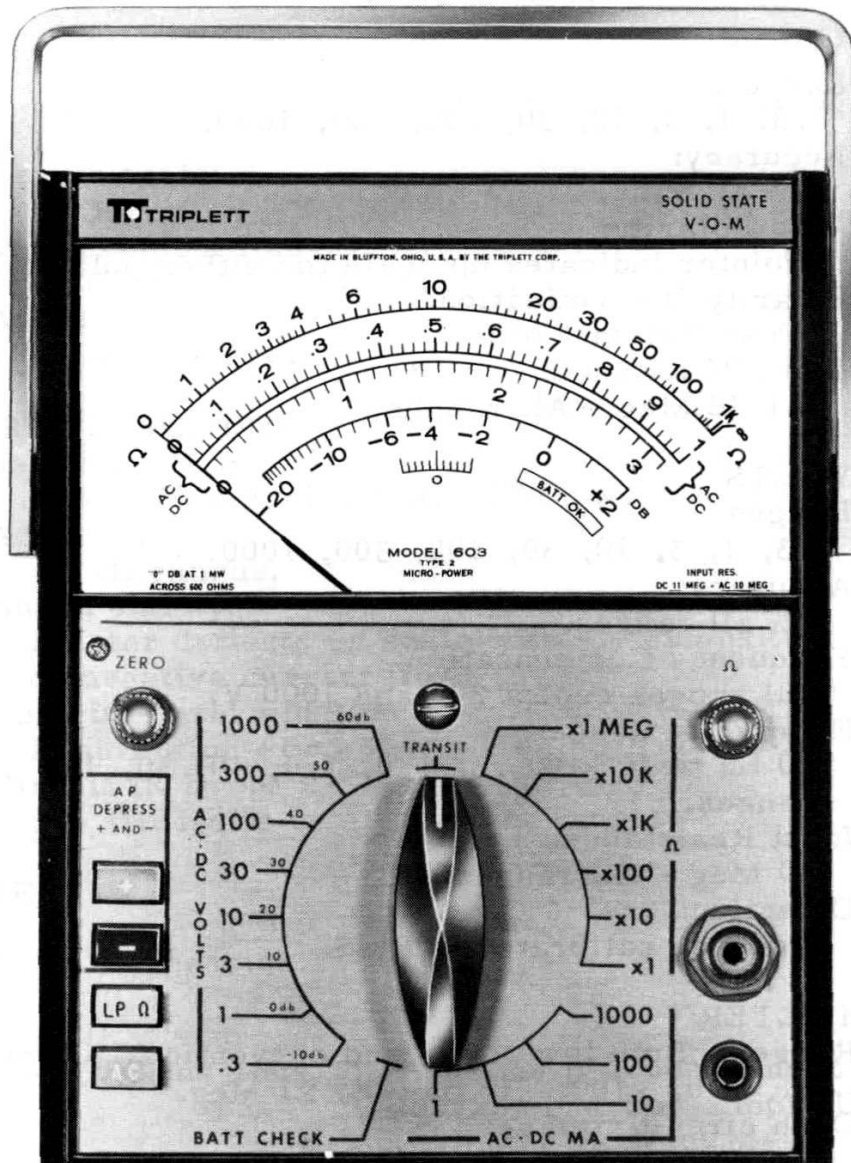 TRIPLETT
SOLID STATE
V-O-M
MADE IN BLUFFTON, OHIO, U.S.A. BY THE TRIPLETT CORP.
0 1 2 3 4 6 10 20 30 50 100 1K ∞
Ω Ω
.1 .2 .3 .4 .5 .6 .7 .8 .9 1
AC
DC
1 2 3
AC
DC
-20 -10 -6 -4 -2 0 +2 DB
0
BATT OK
MODEL 603
TYPE 2
MICRO-POWER
"0" DB AT 1 MW
ACROSS 600 OHMS
INPUT RES.
DC 11 MEG - AC 10 MEG
ZERO
Ω
TRANSIT
1000 60db
300 50
100 40
30 30
10 20
3 10
1 0db
.3 -10db
AC·DC VOLTS
AP
DEPRESS
+ AND -
+
-
LP Ω
AC
x1 MEG
x10K
x1K
x100
x10
x1
Ω
1000
100
10
1
BATT CHECK
AC·DC MA